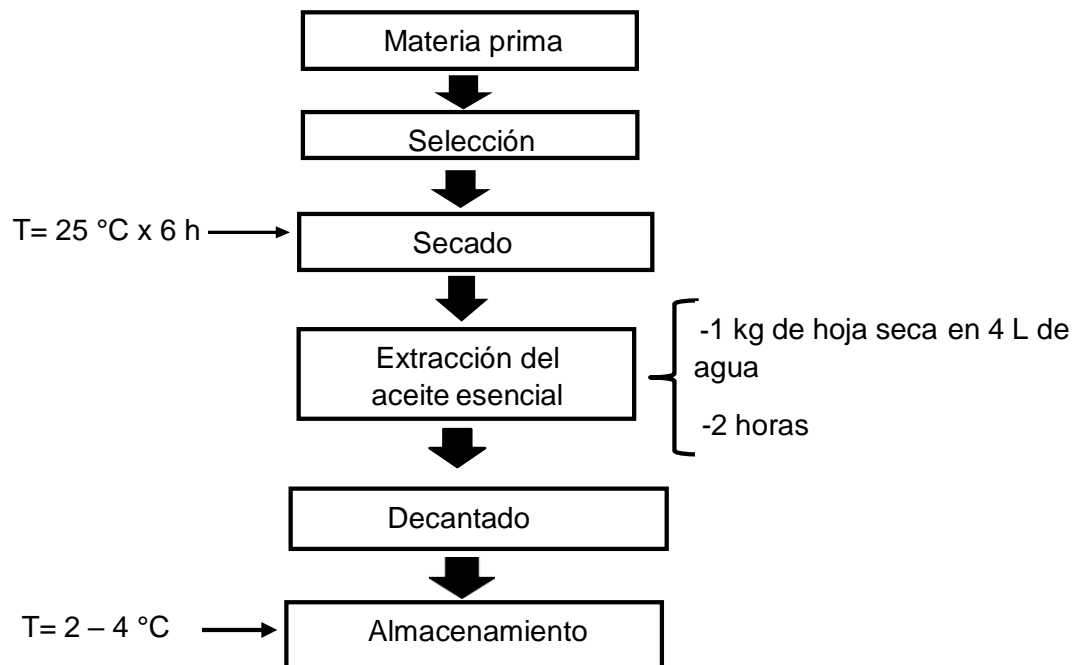 Materia prima
Selección
T= 25 °C x 6 h
Secado
Extracción del
aceite esencial
-1 kg de hoja seca en 4 L de
agua
-2 horas
Decantado
T= 2 – 4 °C
Almacenamiento